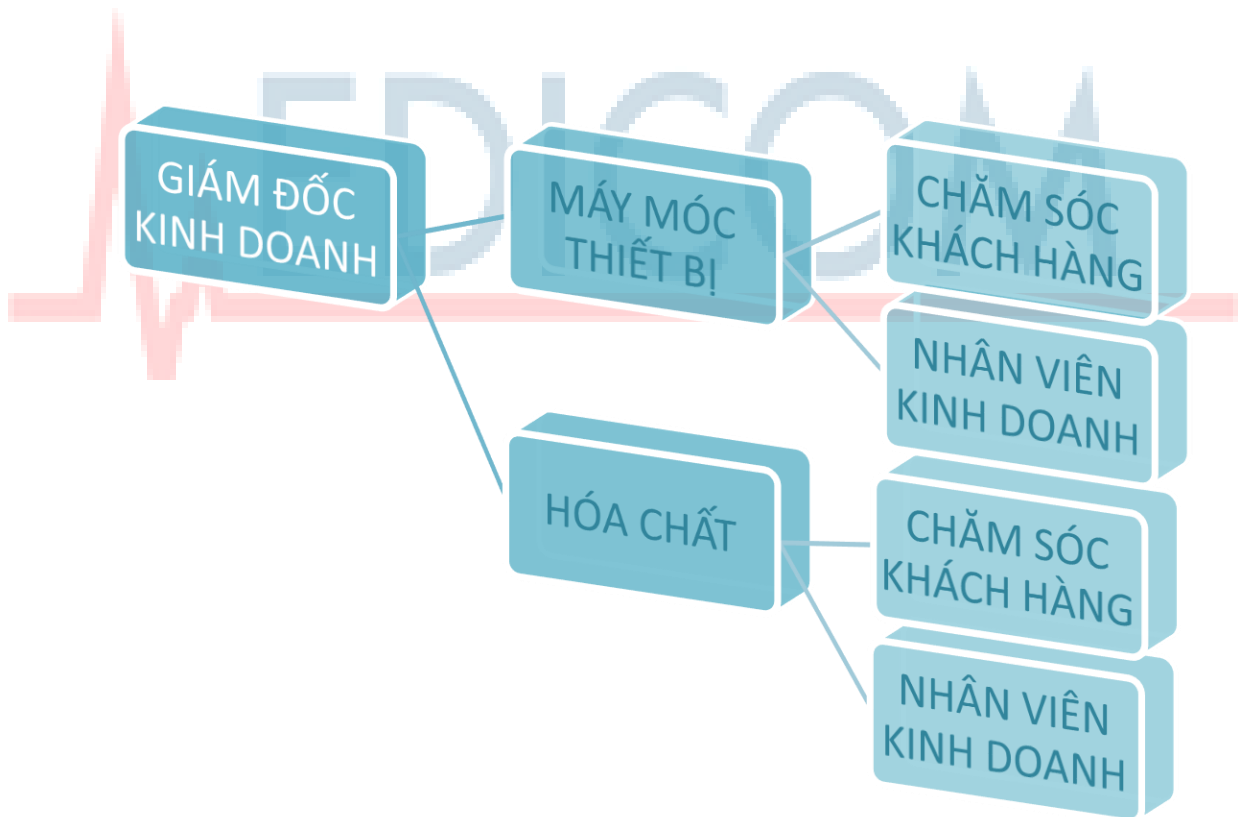 EDICOM
GIÁM ĐỐC
KINH DOANH
MÁY MÓC
THIẾT BỊ
CHĂM SÓC
KHÁCH HÀNG
NHÂN VIÊN
KINH DOANH
HÓA CHẤT
CHĂM SÓC
KHÁCH HÀNG
NHÂN VIÊN
KINH DOANH